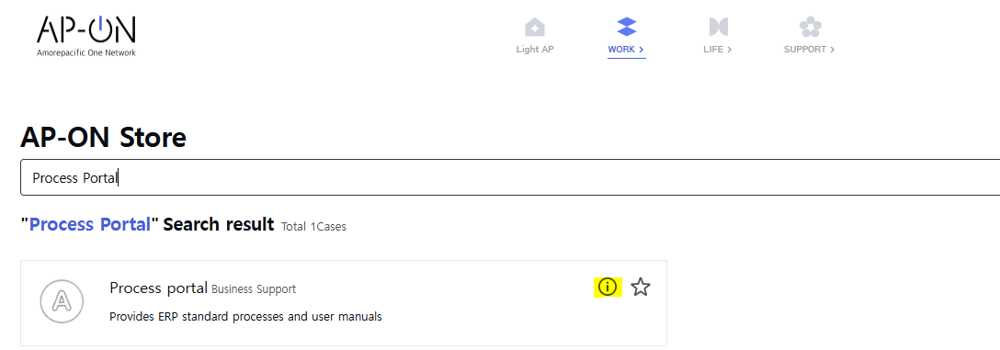 AP-ON
Amorepacific One Network
Light AP
WORK >
LIFE >
SUPPORT >
AP-ON Store
Process Portal
"Process Portal" Search result Total 1Cases
A
Process portal Business Support
Provides ERP standard processes and user manuals